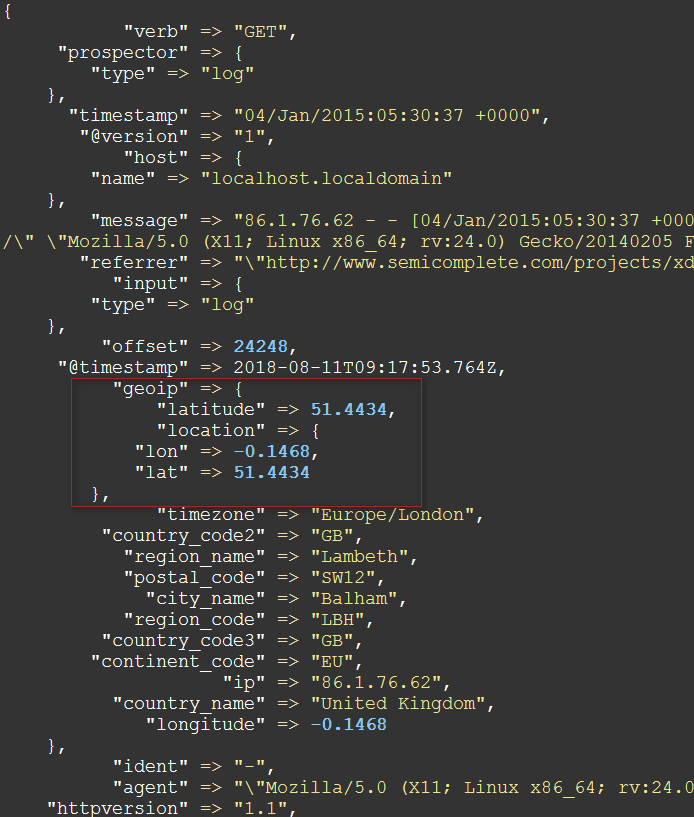 {
"verb" => "GET",
"prospector" => {
"type" => "log"
},
"timestamp" => "04/Jan/2015:05:30:37 +0000",
"@version" => "1",
"host" => {
"name" => "localhost.localdomain"
},
"message" => "86.1.76.62 - - [04/Jan/2015:05:30:37 +000
/\" \"Mozilla/5.0 (X11; Linux x86_64; rv:24.0) Gecko/20140205 F
"referrer" => "\"http://www.semicomplete.com/projects/xd
"input" => {
"type" => "log"
},
"offset" => 24248,
"@timestamp" => 2018-08-11T09:17:53.764Z,
"geoip" => {
"latitude" => 51.4434,
"location" => {
"lon" => -0.1468,
"lat" => 51.4434
},
"timezone" => "Europe/London",
"country_code2" => "GB",
"region_name" => "Lambeth",
"postal_code" => "SW12",
"city_name" => "Balham",
"region_code" => "LBH",
"country_code3" => "GB",
"continent_code" => "EU",
"ip" => "86.1.76.62",
"country_name" => "United Kingdom",
"longitude" => -0.1468
},
"ident" => "-",
"agent" => "\"Mozilla/5.0 (X11; Linux x86_64; rv:24.0
"httpversion" => "1.1",